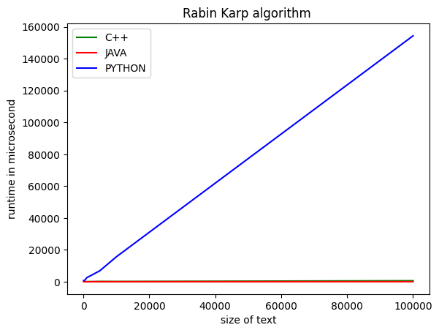 Rabin Karp algorithm
C++
JAVA
PYTHON
runtime in microsecond
160000
140000
120000
100000
80000
60000
40000
20000
0
0 20000 40000 60000 80000 100000
size of text